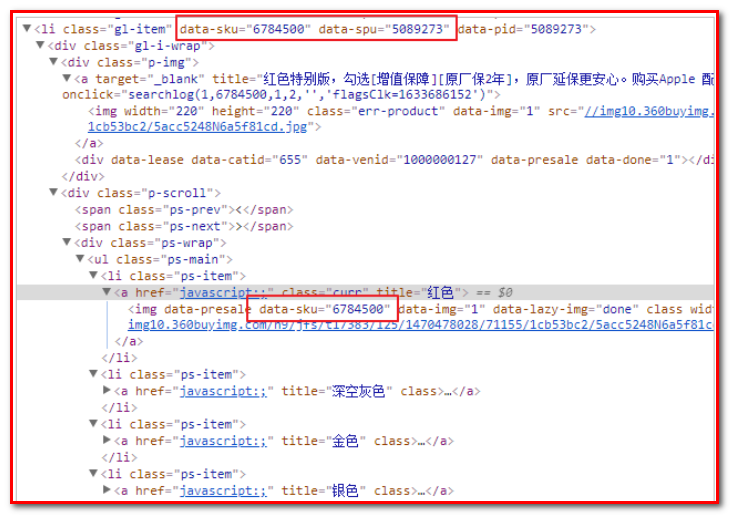 ▼<li class="gl-item" data-sku="6784500" data-spu="5089273" data-pid="5089273">
▼<div class="gl-i-wrap">
▼<div class="p-img">
▼<a target="_blank" title="红色特别版，勾选[增值保障][原厂保2年]，原厂延保更安心。购买Apple 配
onclick="searchlog(1,6784500,1,2,'','flagsClk=1633686152')">
<img width="220" height="220" class="err-product" data-img="1" src="//img10.360buyimg.
1cb53bc2/5acc5248N6a5f81cd.jpg">
</a>
<div data-lease data-catid="655" data-venid="1000000127" data-presale data-done="1"></di
</div>
▼<div class="p-scroll">
<span class="ps-prev"><</span>
<span class="ps-next">></span>
▼<div class="ps-wrap">
▼<ul class="ps-main">
▼<li class="ps-item">
▼<a href="javascript:;" class="curr" title="红色"> == $0
<img data-presale data-sku="6784500" data-img="1" data-lazy-img="done" class wid
img10.360buyimg.com/n9/jfs/t17383/125/1470478028/71155/1cb53bc2/5acc5248N6a5f81c
</a>
</li>
▼<li class="ps-item">
▶<a href="javascript:;" title="深空灰色" class>…</a>
</li>
▼<li class="ps-item">
▶<a href="javascript:;" title="金色" class>…</a>
</li>
▼<li class="ps-item">
▶<a href="javascript:;" title="银色" class>…</a>